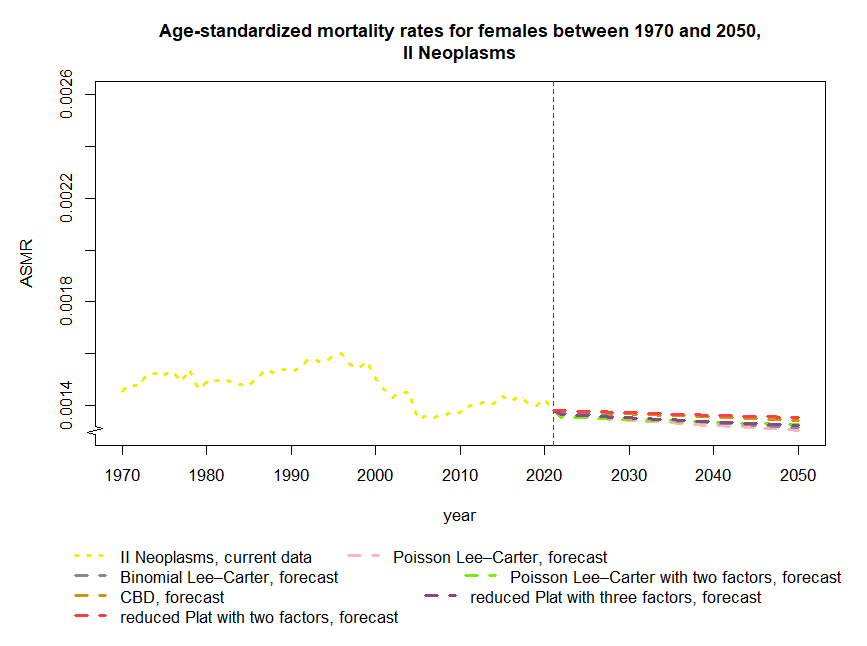 Age-standardized mortality rates for females between 1970 and 2050,
II Neoplasms
0.0026
0.0022
0.0018
0.0014
ASMR
1970 1980 1990 2000 2010 2020 2030 2040 2050
year
II Neoplasms, current data Poisson Lee–Carter, forecast
Binomial Lee–Carter, forecast Poisson Lee–Carter with two factors, forecast
CBD, forecast reduced Plat with three factors, forecast
reduced Plat with two factors, forecast